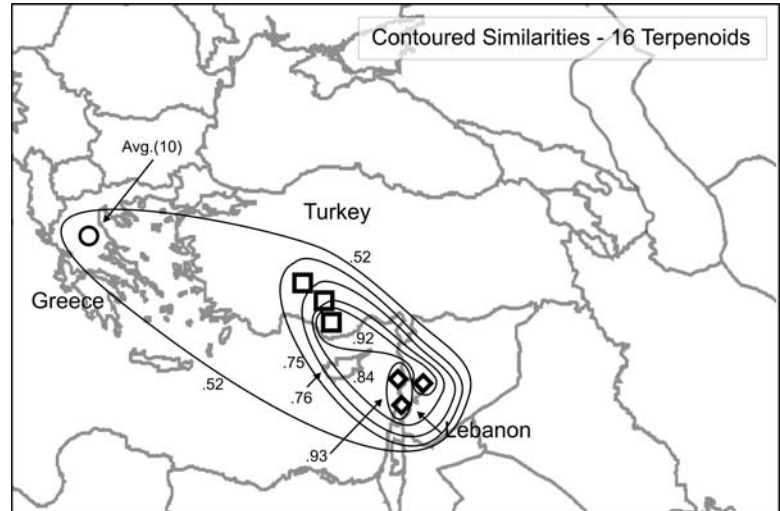 Contoured Similarities - 16 Terpenoids
Avg.(10)
Turkey
.52
Greece
.92
.75
.84
.52
.76
Lebanon
.93